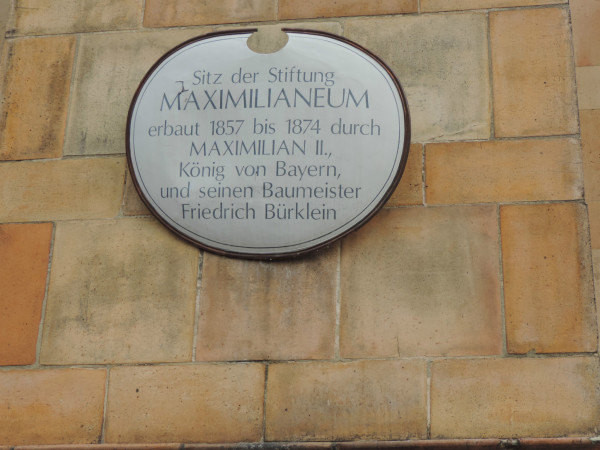 Sitz der Stiftung
MAXIMILIANEUM
erbaut 1857 bis 1874 durch
MAXIMILIAN II.,
König von Bayern,
und seinen Baumeister
Friedrich Bürklein